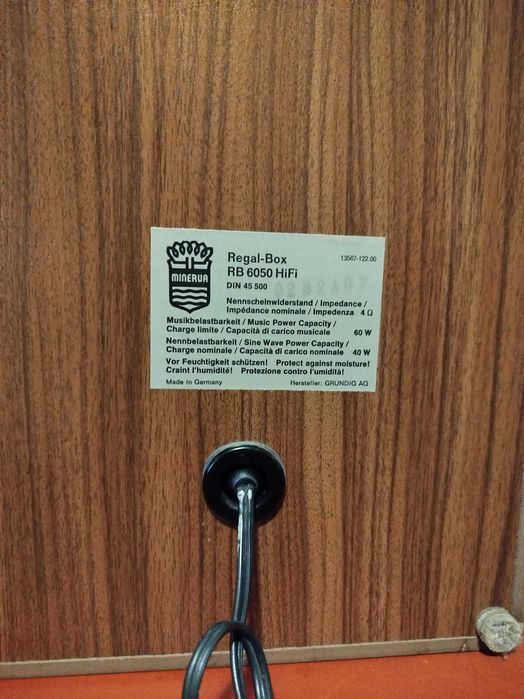 MINERVA
Regal-Box
13567-122.00
RB 6050 HiFi
DIN 45 500
Nennscheinwiderstand / Impedance /
Impédance nominale / Impedenza 4 Ω
Musikbelastbarkeit / Music Power Capacity /
Charge limite / Capacità di carico musicale 60 W
Nennbelastbarkeit / Sine Wave Power Capacity /
Charge nominale / Capacità di carico nominale 40 W
Vor Feuchtigkeit schützen! Protect against moisture!
Craint l'humidité! Protezione contro l'umidità!
Made in Germany Hersteller: GRUNDIG AG